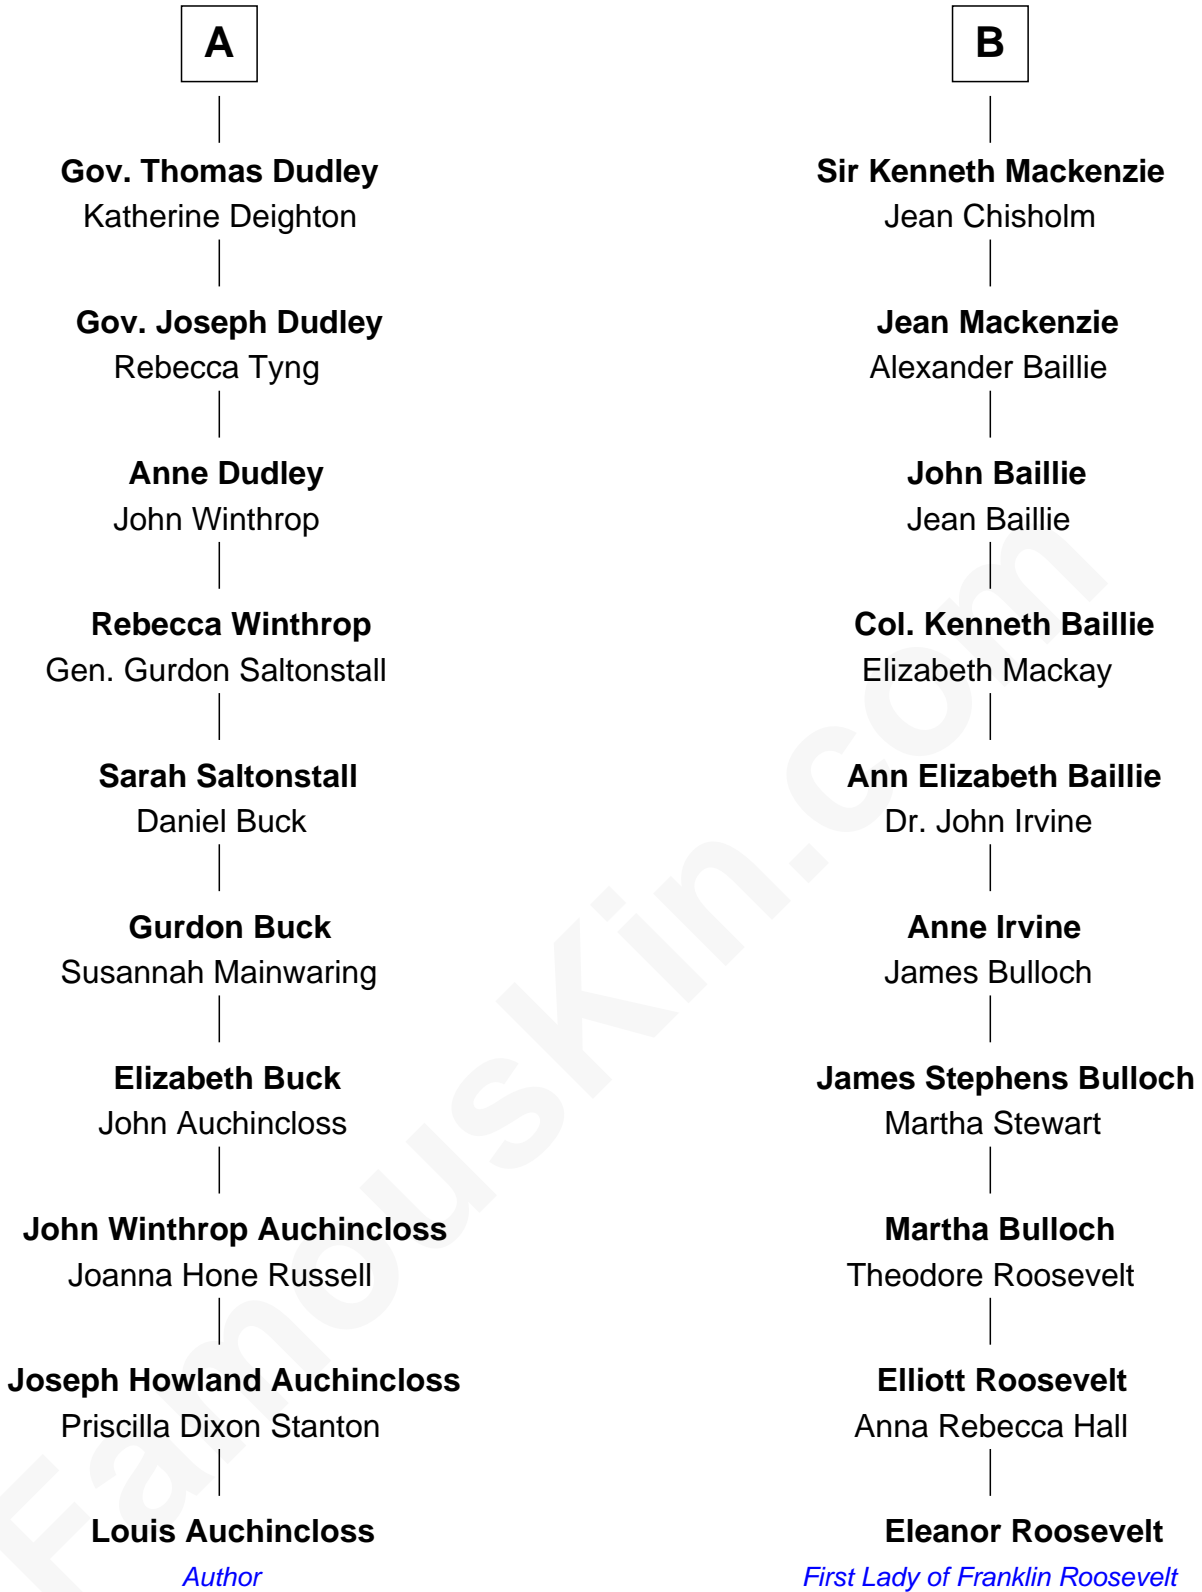 A
Gov. Thomas Dudley
Katherine Deighton
Gov. Joseph Dudley
Rebecca Tyng
Anne Dudley
John Winthrop
Rebecca Winthrop
Gen. Gurdon Saltonstall
Sarah Saltonstall
Daniel Buck
Gurdon Buck
Susannah Mainwaring
Elizabeth Buck
John Auchincloss
John Winthrop Auchincloss
Joanna Hone Russell
Joseph Howland Auchincloss
Priscilla Dixon Stanton
Louis Auchincloss
Author
B
Sir Kenneth Mackenzie
Jean Chisholm
Jean Mackenzie
Alexander Baillie
John Baillie
Jean Baillie
Col. Kenneth Baillie
Elizabeth Mackay
Ann Elizabeth Baillie
Dr. John Irvine
Anne Irvine
James Bulloch
James Stephens Bulloch
Martha Stewart
Martha Bulloch
Theodore Roosevelt
Elliott Roosevelt
Anna Rebecca Hall
Eleanor Roosevelt
First Lady of Franklin Roosevelt
FamousKin.com